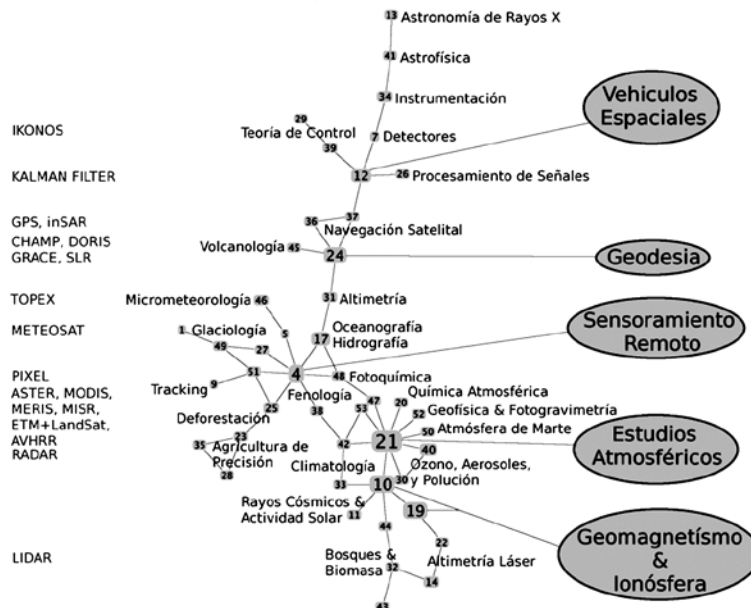 13 Astronomía de Rayos X
41 Astrofísica
34 Instrumentación
Vehiculos
Espaciales
29
IKONOS
Teoría de Control
7 Detectores
39
KALMAN FILTER
12
26 Procesamiento de Señales
GPS, inSAR
36
37
Navegación Satelital
CHAMP, DORIS
GRACE, SLR
Volcanología 45
24
Geodesia
TOPEX
Micrometeorología 46
31 Altimetría
METEOSAT
1
Glaciología
5
17
Oceanografía
Hidrografía
Sensoramiento
Remoto
49
27
PIXEL
51
4
48 Fotoquímica
ASTER, MODIS,
MERIS, MISR,
ETM+LandSat,
AVHRR
RADAR
Tracking
9
Fenología
47
20
Química Atmosférica
25
38
53
52
Geofísica & Fotogravimetría
Deforestación
50 Atmósfera de Marte
23
35
Agricultura de
Precisión
28
42
21
40
Estudios
Atmosféricos
Climatología
33
10
30
Ozono, Aerosoles,
y Polución
Rayos Cósmicos &
Actividad Solar
11
19
44
22
Geomagnetísmo
&
Ionósfera
LIDAR
Bosques &
Biomasa
32
Altimetría Láser
14
43